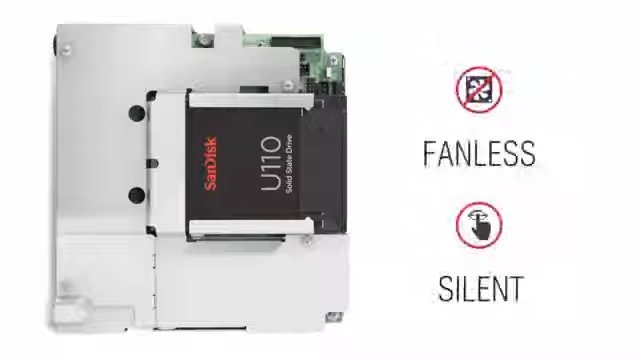 SanDisk
U110
Solid State Drive
FANLESS
SILENT